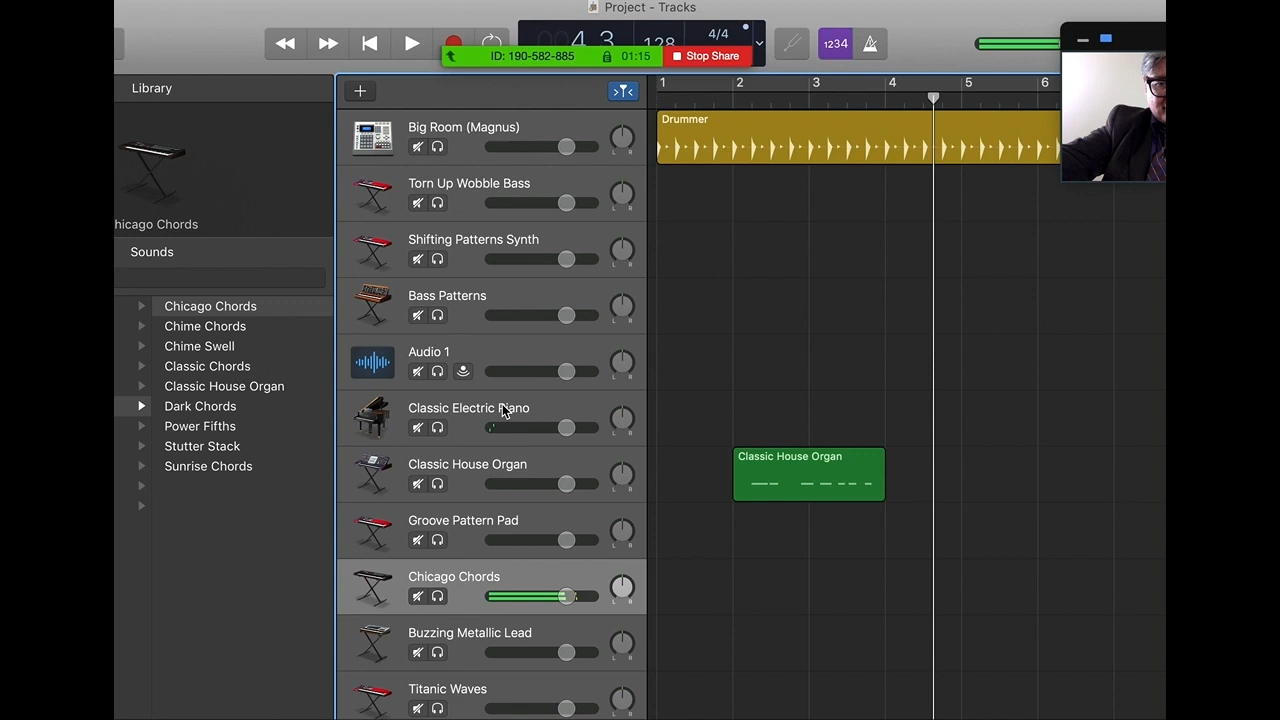 Project - Tracks
4 3
128
4/4
1234
ID: 190-582-885
01:15
Stop Share
Library
1 2 3 4 5 6
Big Room (Magnus)
L R
Drummer
Torn Up Wobble Bass
L R
hicago Chords
Shifting Patterns Synth
L R
Sounds
Bass Patterns
L R
Chicago Chords
Chime Chords
Chime Swell
Classic Chords
Classic House Organ
Dark Chords
Power Fifths
Stutter Stack
Sunrise Chords
Audio 1
L R
Classic Electric Piano
L R
Classic House Organ
L R
Classic House Organ
Groove Pattern Pad
L R
Chicago Chords
L R
Buzzing Metallic Lead
L R
Titanic Waves
L R